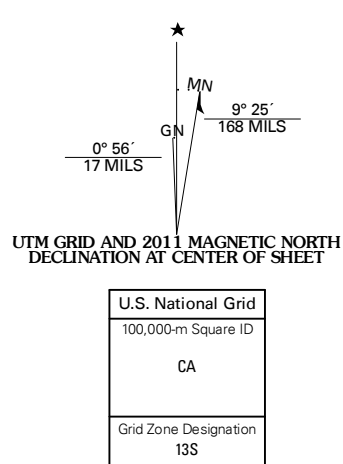 MN
9° 25´
168 MILS
GN
0° 56´
17 MILS
UTM GRID AND 2011 MAGNETIC NORTH
DECLINATION AT CENTER OF SHEET
U.S. National Grid
100,000-m Square ID
CA
Grid Zone Designation
13S